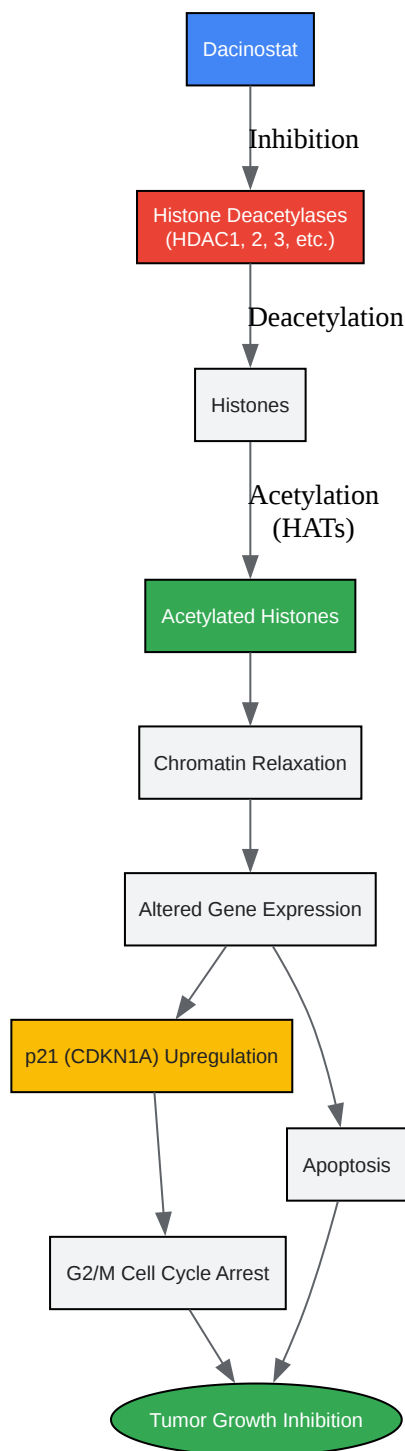 Dacinostat
Inhibition
Histone Deacetylases
(HDAC1, 2, 3, etc.)
Deacetylation
Histones
Acetylation
(HATs)
Acetylated Histones
Chromatin Relaxation
Altered Gene Expression
p21 (CDKN1A) Upregulation
Apoptosis
G2/M Cell Cycle Arrest
Tumor Growth Inhibition